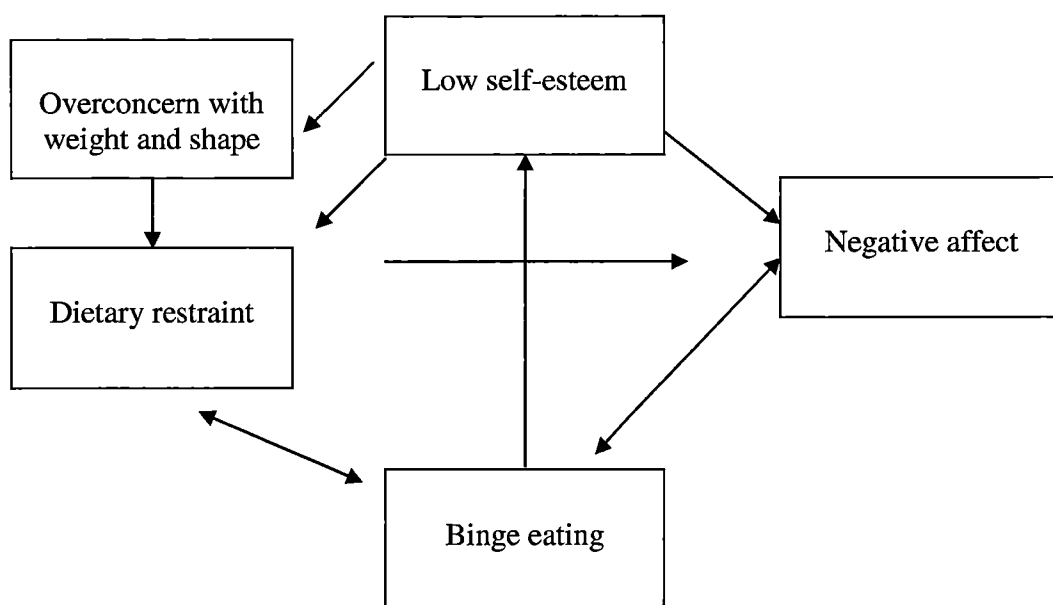 Low self-esteem
Overconcern with
weight and shape
Negative affect
Dietary restraint
Binge eating